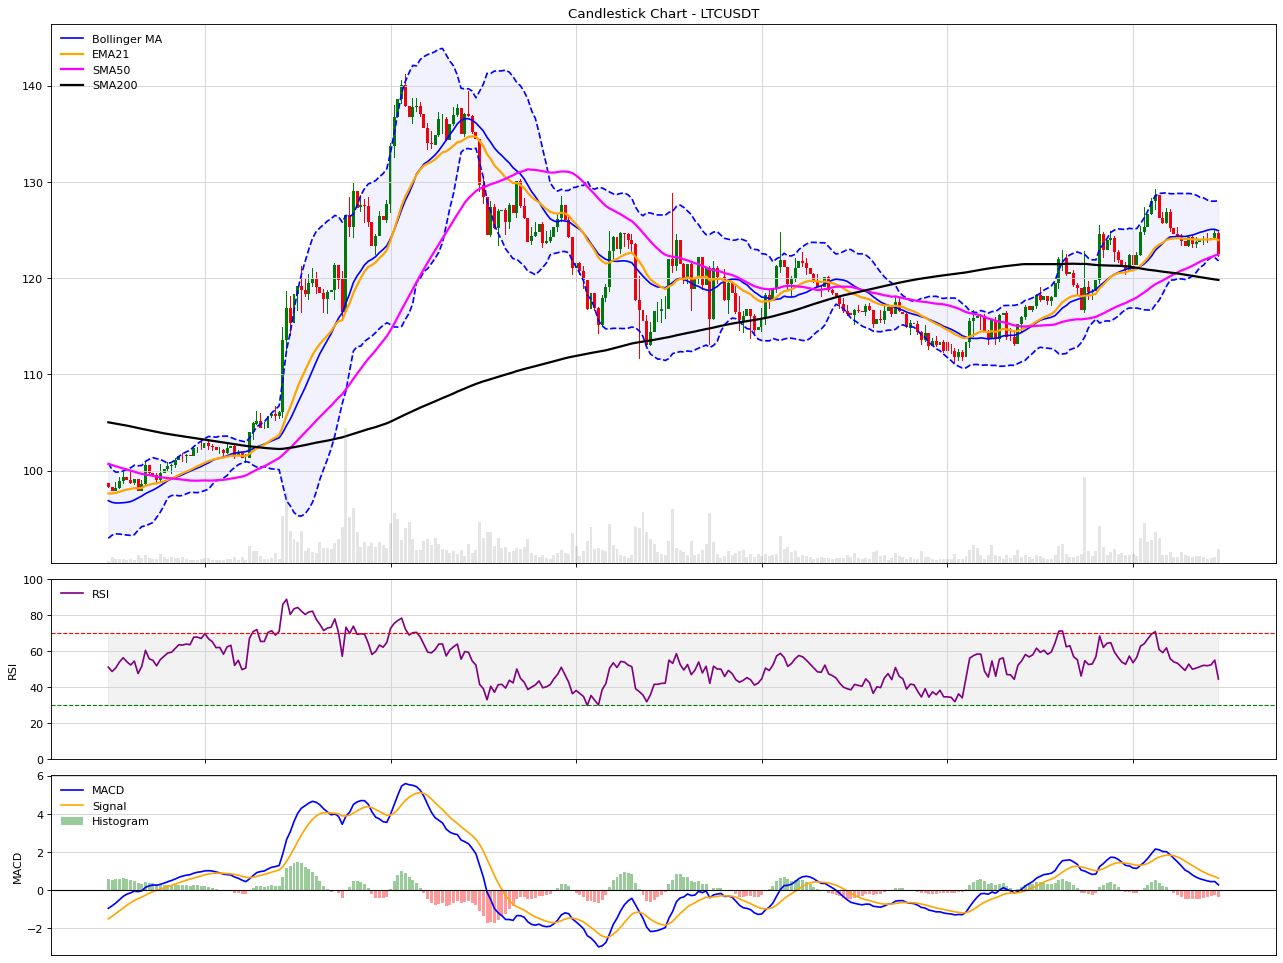 Candlestick Chart - LTCUSDT
Bollinger MA
EMA21
SMA50
SMA200
140
130
120
110
100
RSI
100
80
60
40
20
0
RSI
MACD
Signal
Histogram
6
4
2
0
−2
MACD